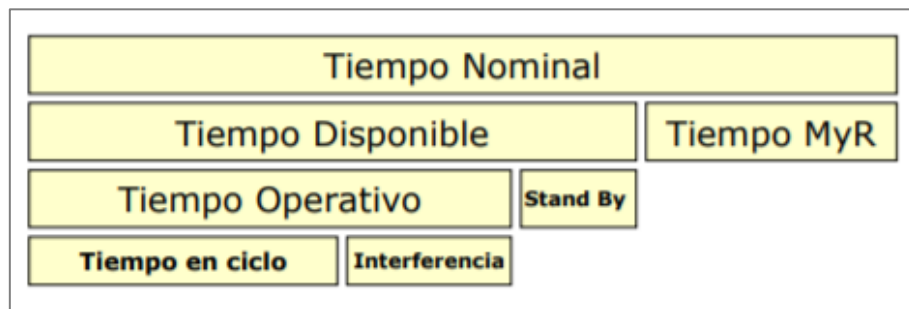 Tiempo Nominal
Tiempo Disponible Tiempo MyR
Tiempo Operativo Stand By
Tiempo en ciclo Interferencia